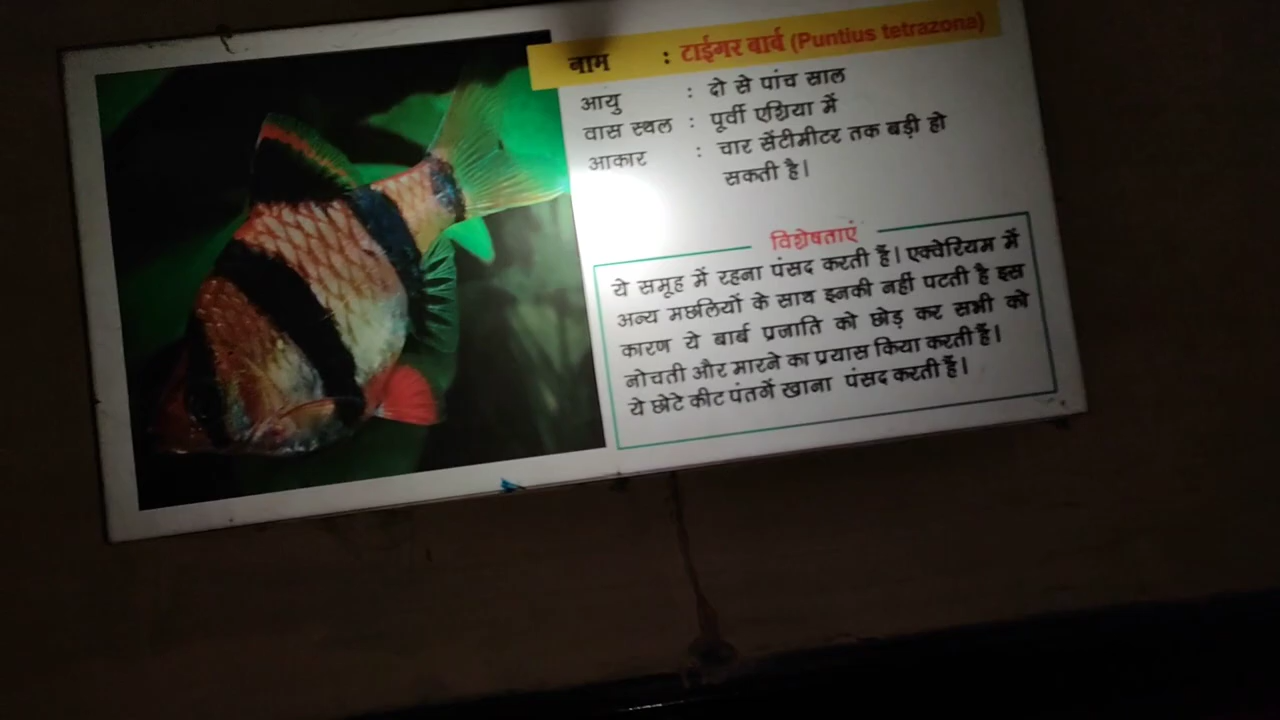 नाम : टाईगर बार्ब (Puntius tetrazona)
आयु : दो से पांच साल
वास स्थल : पूर्वी एशिया में
आकार : चार सेंटीमीटर तक बड़ी हो
सकती है।
विशेषताएं
ये समूह में रहना पंसद करती हैं। एक्वेरियम में
अन्य मछलियों के साथ इनकी नहीं पटती है इस
कारण ये बार्ब प्रजाति को छोड़ कर सभी को
नोचती और मारने का प्रयास किया करती हैं।
ये छोटे कीट पंतगें खाना पंसद करती हैं।